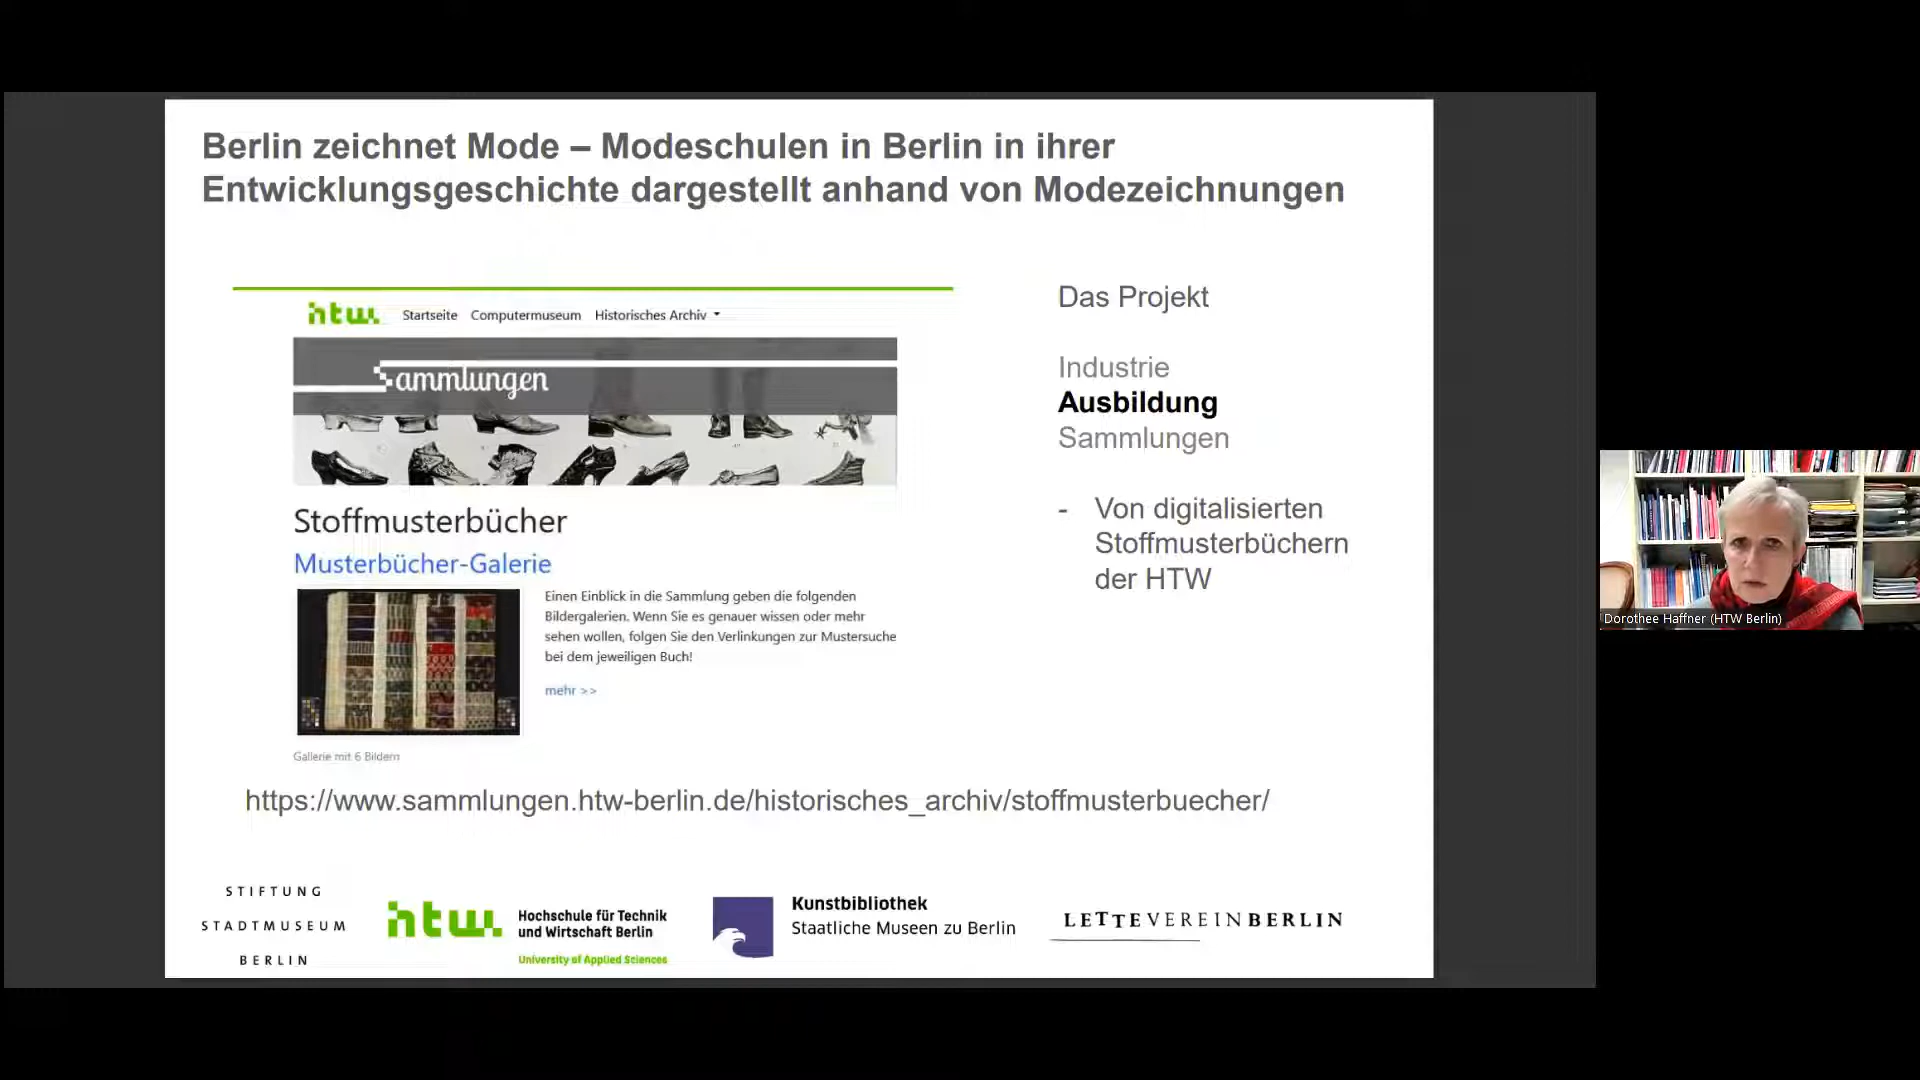 Berlin zeichnet Mode – Modeschulen in Berlin in ihrer
Entwicklungsgeschichte dargestellt anhand von Modezeichnungen
htw.
Startseite Computermuseum Historisches Archiv
Sammlungen
Stoffmusterbücher
Musterbücher-Galerie
Einen Einblick in die Sammlung geben die folgenden
Bildergalerien. Wenn Sie es genauer wissen oder mehr
sehen wollen, folgen Sie den Verlinkungen zur Mustersuche
bei dem jeweiligen Buch!
mehr >>
Gallerie mit 6 Bildern
https://www.sammlungen.htw-berlin.de/historisches_archiv/stoffmusterbuecher/
Das Projekt
Industrie
Ausbildung
Sammlungen
- Von digitalisierten
Stoffmusterbüchern
der HTW
Dorothee Haffner (HTW Berlin)
STIFTUNG
STADTMUSEUM
BERLIN
htw.
Hochschule für Technik
und Wirtschaft Berlin
University of Applied Sciences
Kunstbibliothek
Staatliche Museen zu Berlin
LETTEVEREINBERLIN